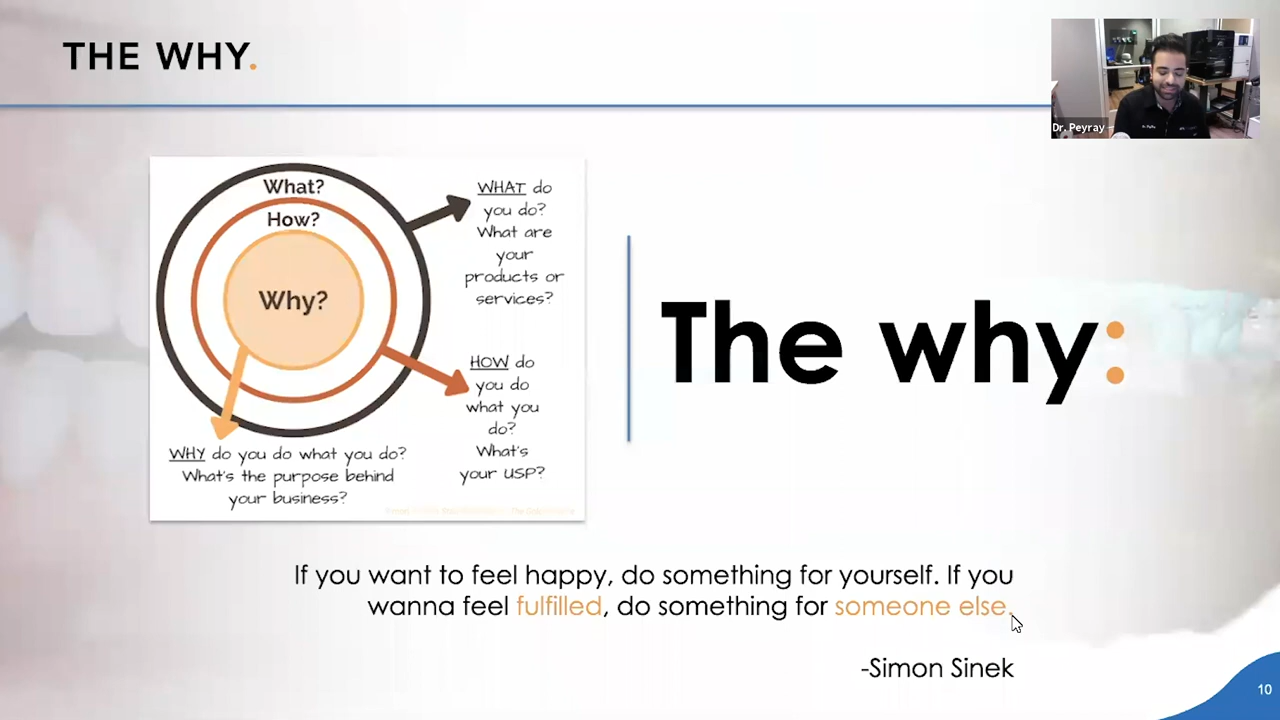 THE WHY.
Dr. Peyray
What?
How?
Why?
WHAT do
you do?
What are
your
products or
services?
HOW do
you do
what you
do?
What's
your USP?
WHY do you do what you do?
What's the purpose behind
your business?
The why:
If you want to feel happy, do something for yourself. If you
wanna feel fulfilled, do something for someone else.
-Simon Sinek
10